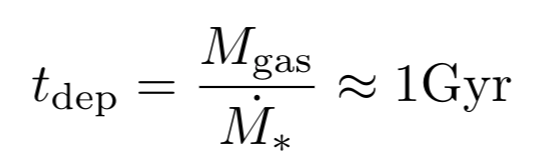 t_dep = M_gas / Ṁ_* ≈ 1Gyr